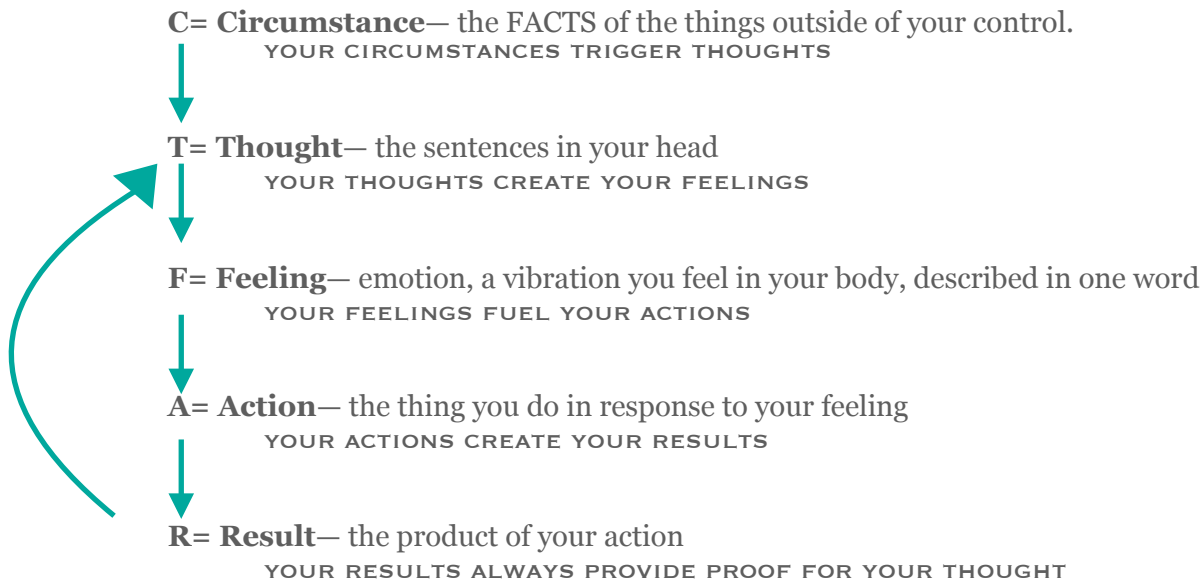 C= Circumstance— the FACTS of the things outside of your control.
YOUR CIRCUMSTANCES TRIGGER THOUGHTS
T= Thought— the sentences in your head
YOUR THOUGHTS CREATE YOUR FEELINGS
F= Feeling— emotion, a vibration you feel in your body, described in one word
YOUR FEELINGS FUEL YOUR ACTIONS
A= Action— the thing you do in response to your feeling
YOUR ACTIONS CREATE YOUR RESULTS
R= Result— the product of your action
YOUR RESULTS ALWAYS PROVIDE PROOF FOR YOUR THOUGHT